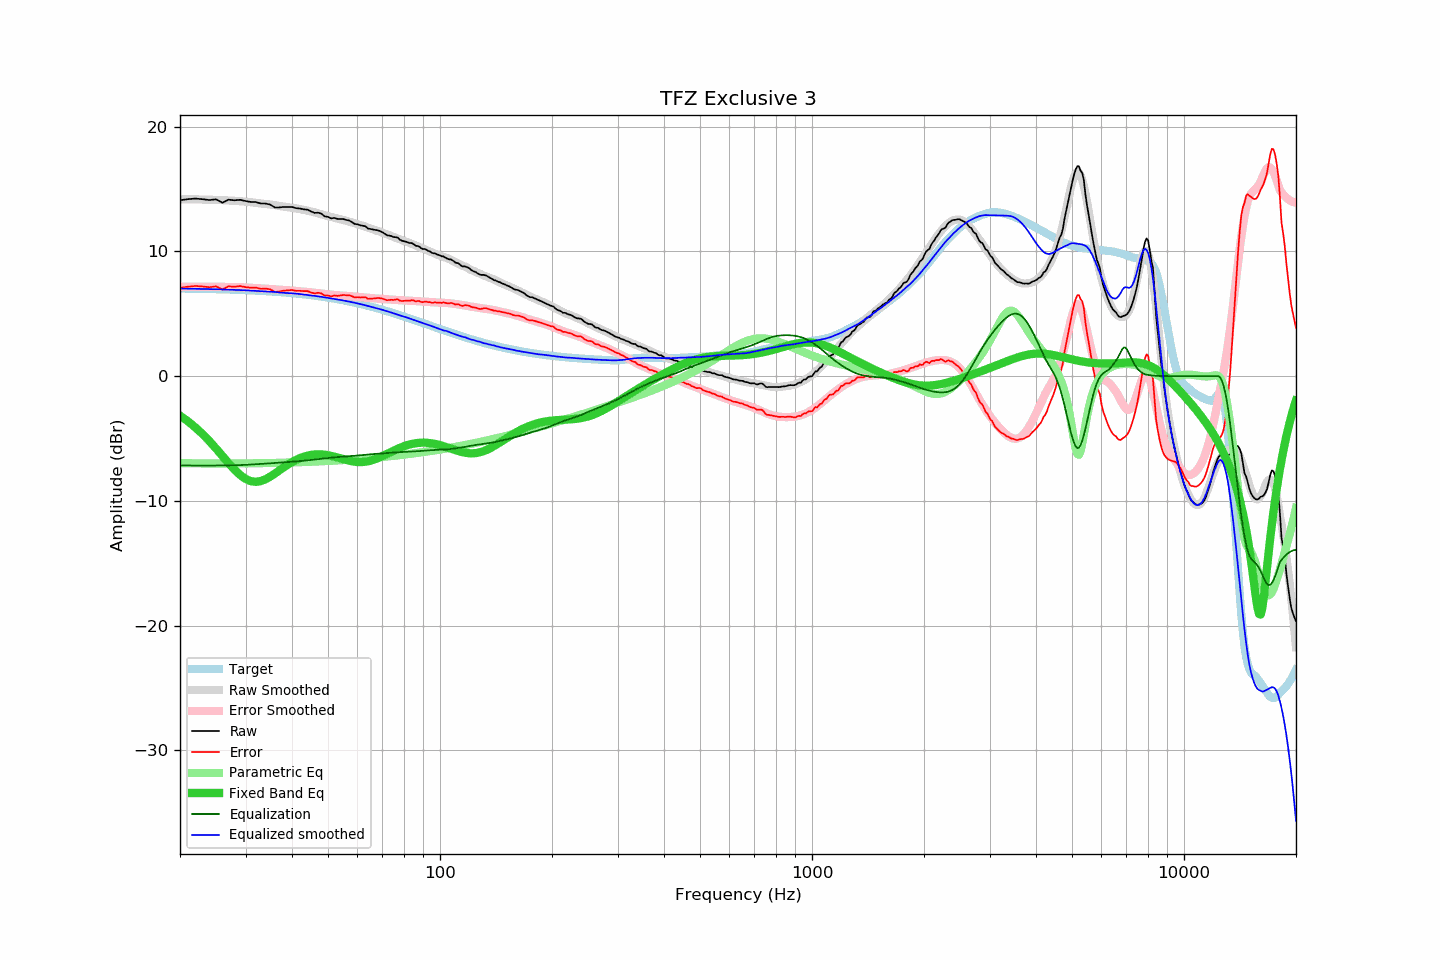 TFZ Exclusive 3
20
10
0
−10
−20
−30
Amplitude (dBr)
Target
Raw Smoothed
Error Smoothed
Raw
Error
Parametric Eq
Fixed Band Eq
Equalization
Equalized smoothed
100
1000
10000
Frequency (Hz)